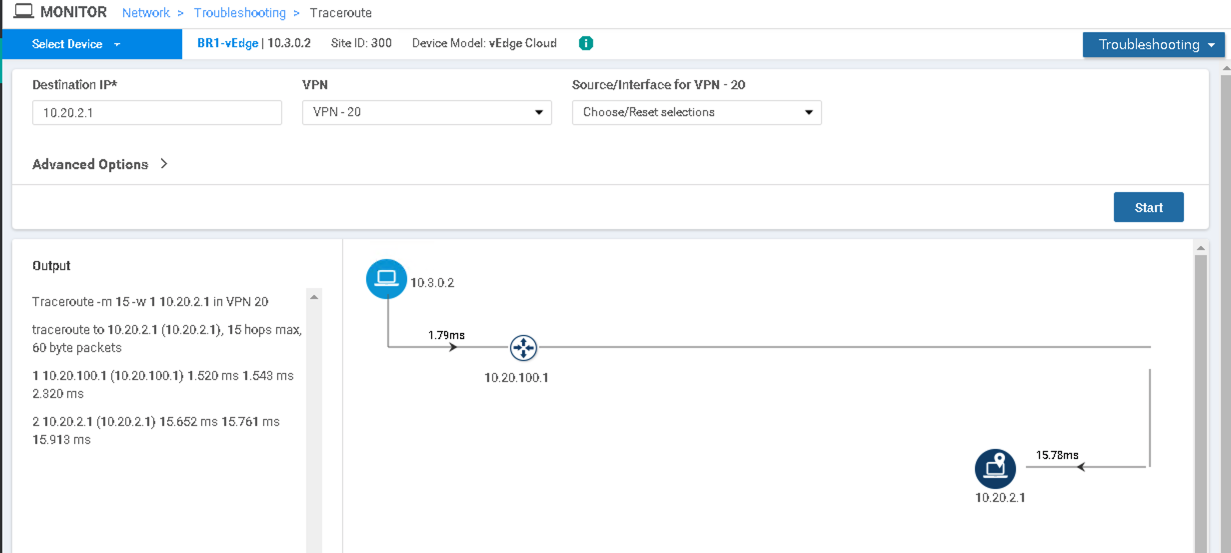 MONITOR Network > Troubleshooting > Traceroute
Select Device BR1-vEdge | 10.3.0.2 Site ID: 300 Device Model: vEdge Cloud i Troubleshooting
Destination IP* VPN Source/Interface for VPN - 20
10.20.2.1 VPN - 20 Choose/Reset selections
Advanced Options >
Start
Output
Traceroute -m 15 -w 1 10.20.2.1 in VPN 20
traceroute to 10.20.2.1 (10.20.2.1), 15 hops max,
60 byte packets
1 10.20.100.1 (10.20.100.1) 1.520 ms 1.543 ms
2.320 ms
2 10.20.2.1 (10.20.2.1) 15.652 ms 15.761 ms
15.913 ms
10.3.0.2
1.79ms
10.20.100.1
15.78ms
10.20.2.1